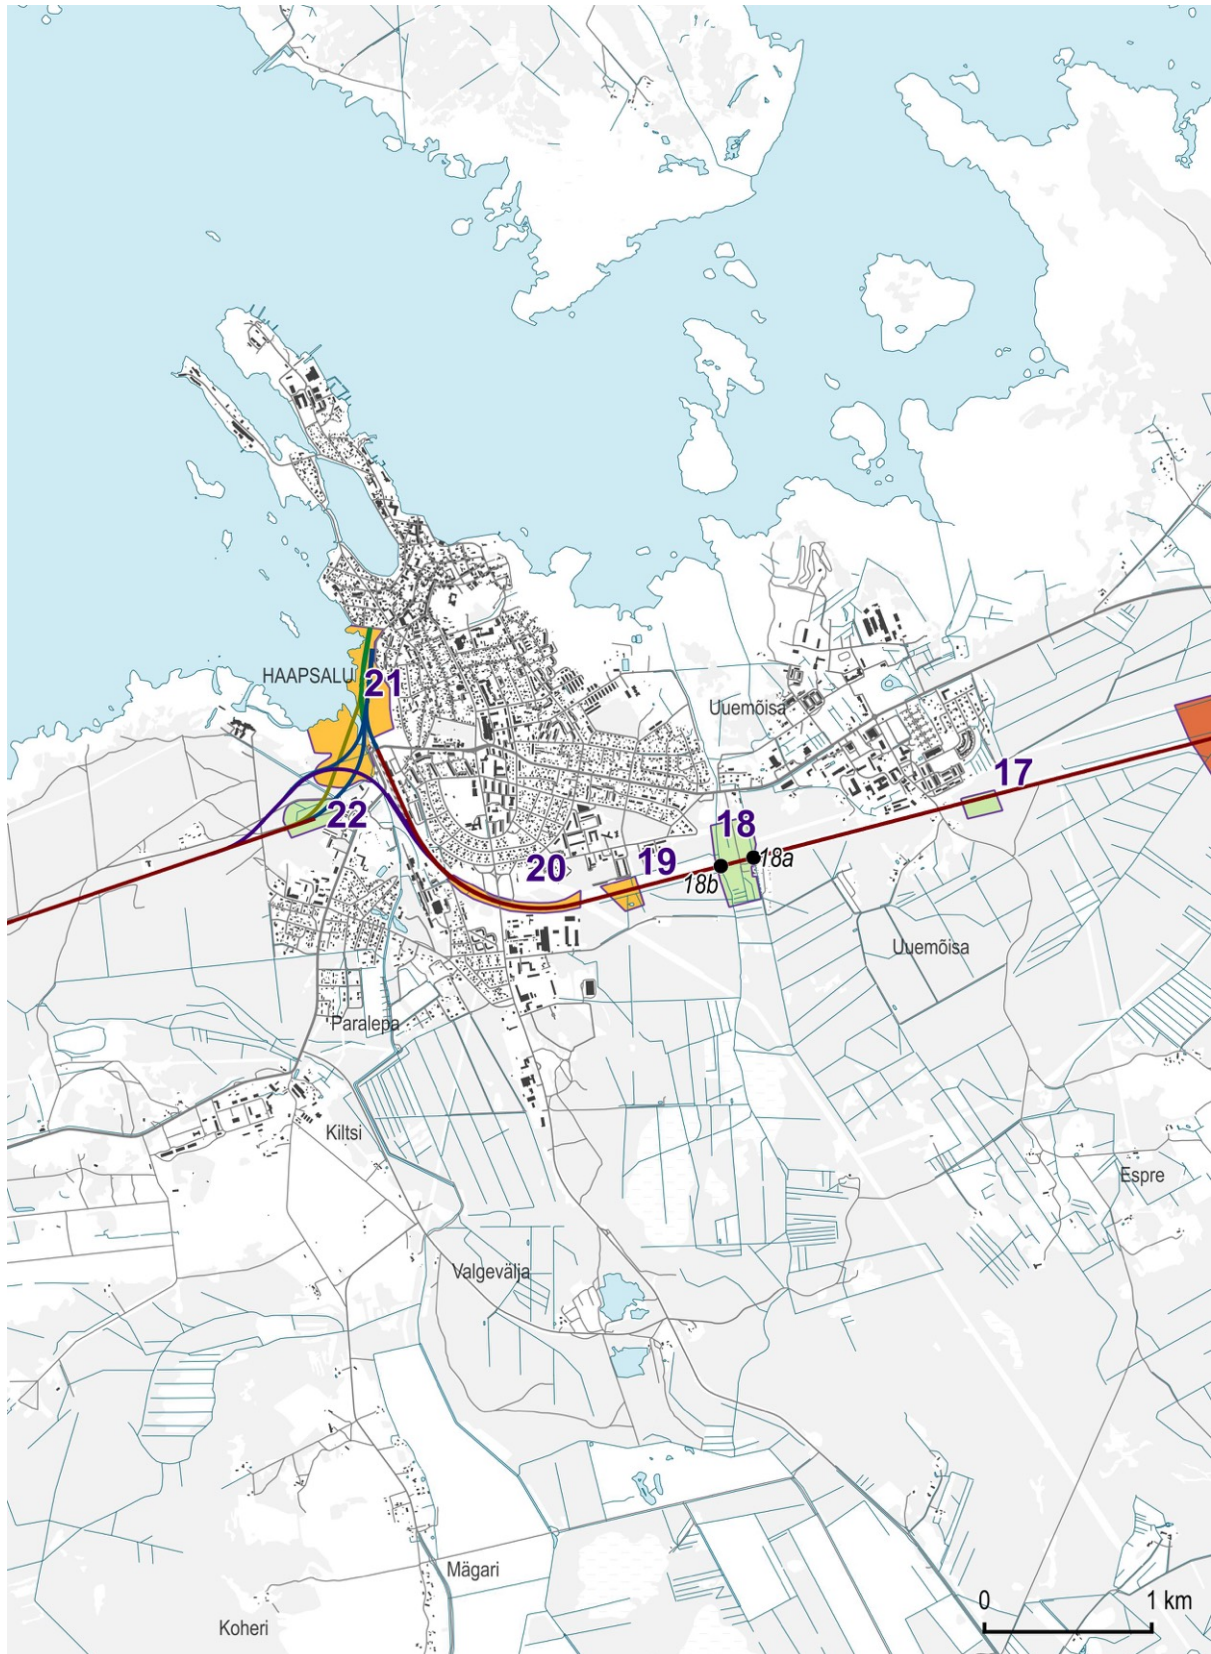 HAAPSALU
21
Uuemõisa
17
22
18
20
19
18a
18b
Uuemõisa
Paralepa
Kiltsi
Espre
Valgevälja
Mägari
Koheri
0 1 km